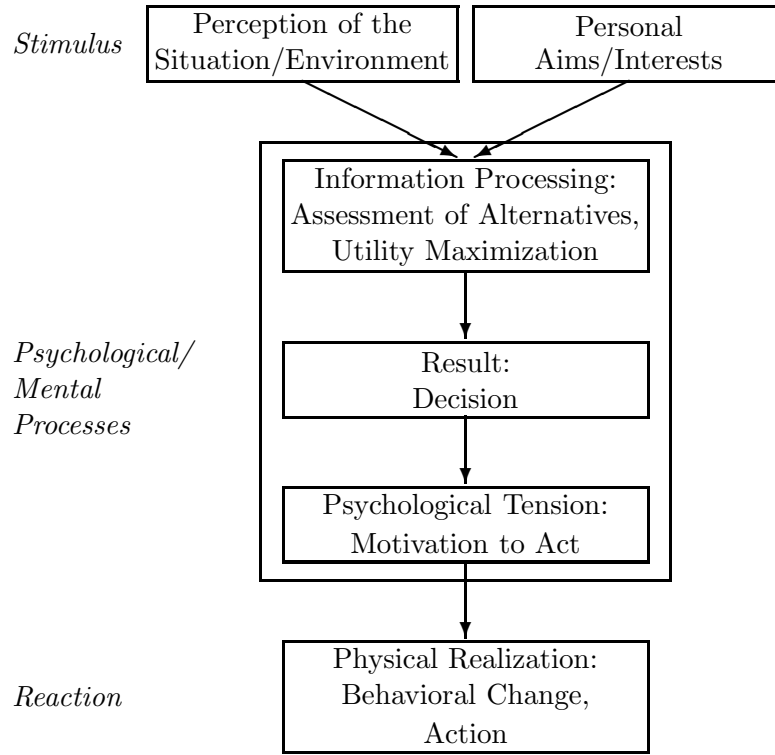 Stimulus
Perception of the
Situation/Environment
Personal
Aims/Interests
Information Processing:
Assessment of Alternatives,
Utility Maximization
Psychological/
Mental
Processes
Result:
Decision
Psychological Tension:
Motivation to Act
Reaction
Physical Realization:
Behavioral Change,
Action